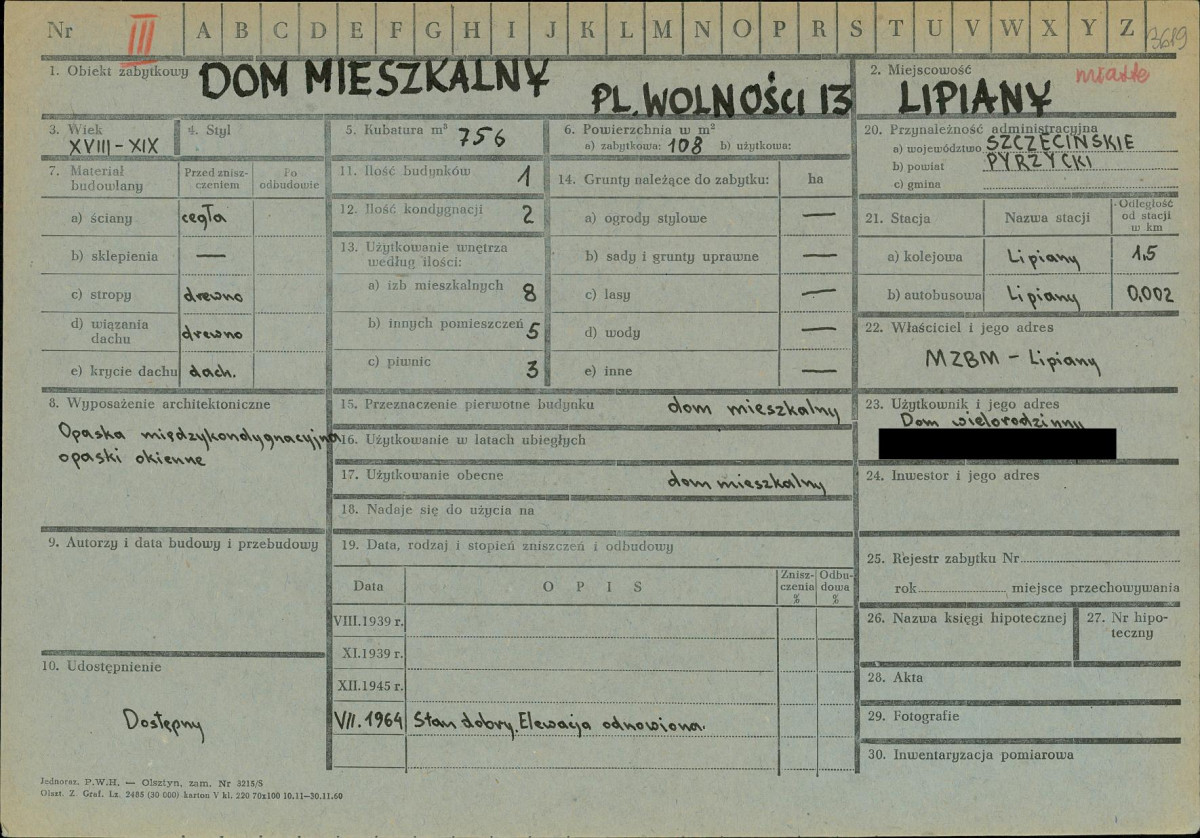 Nr III A B C D E F G H I J K L M N O P R S T U V W X Y Z 3619
1. Obiekt zabytkowy DOM MIESZKALNY
PL. WOLNOŚCI 13
2. Miejscowość miasto
LIPIANY
3. Wiek
XVIII-XIX
4. Styl
5. Kubatura m³ 756
6. Powierzchnia w m²
a) zabytkowa: 108 b) użytkowa:
20. Przynależność administracyjna
a) województwo SZCZECIŃSKIE
b) powiat PYRZYCKI
c) gmina
7. Materiał budowlany
Przed zniszczeniem
Po odbudowie
a) ściany cegła
b) sklepienia —
c) stropy drewno
d) wiązania dachu drewno
e) krycie dachu dach.
11. Ilość budynków 1
12. Ilość kondygnacji 2
13. Użytkowanie wnętrza
według ilości:
a) izb mieszkalnych 8
b) innych pomieszczeń 5
c) piwnic 3
14. Grunty należące do zabytku: ha
a) ogrody stylowe —
b) sady i grunty uprawne —
c) lasy —
d) wody —
e) inne —
21. Stacja Nazwa stacji Odległość
od stacji
w km
a) kolejowa Lipiany 1,5
b) autobusowa Lipiany 0,002
22. Właściciel i jego adres
MZBM - Lipiany
8. Wyposażenie architektoniczne
Opaska międzykondygnacyjna
opaski okienne
15. Przeznaczenie pierwotne budynku dom mieszkalny
16. Użytkowanie w latach ubiegłych
17. Użytkowanie obecne dom mieszkalny
18. Nadaje się do użycia na
23. Użytkownik i jego adres
Dom wielorodzinny
24. Inwestor i jego adres
9. Autorzy i data budowy i przebudowy
19. Data, rodzaj i stopień zniszczeń i odbudowy
Data OPIS Znisz-
czenia
%
Odbu-
dowa
%
VIII.1939 r.
XI.1939 r.
XII.1945 r.
VII.1964 Stan dobry. Elewacja odnowiona.
10. Udostępnienie
Dostępny
25. Rejestr zabytku Nr
rok miejsce przechowywania
26. Nazwa księgi hipotecznej
27. Nr hipo-
teczny
28. Akta
29. Fotografie
30. Inwentaryzacja pomiarowa
Jednoraz. P.W.H. — Olsztyn, zam. Nr 3215/S
Olszt. Z. Graf. Lz. 2485 (30 000) karton V kl. 220 70x100 10.11—30.11.60